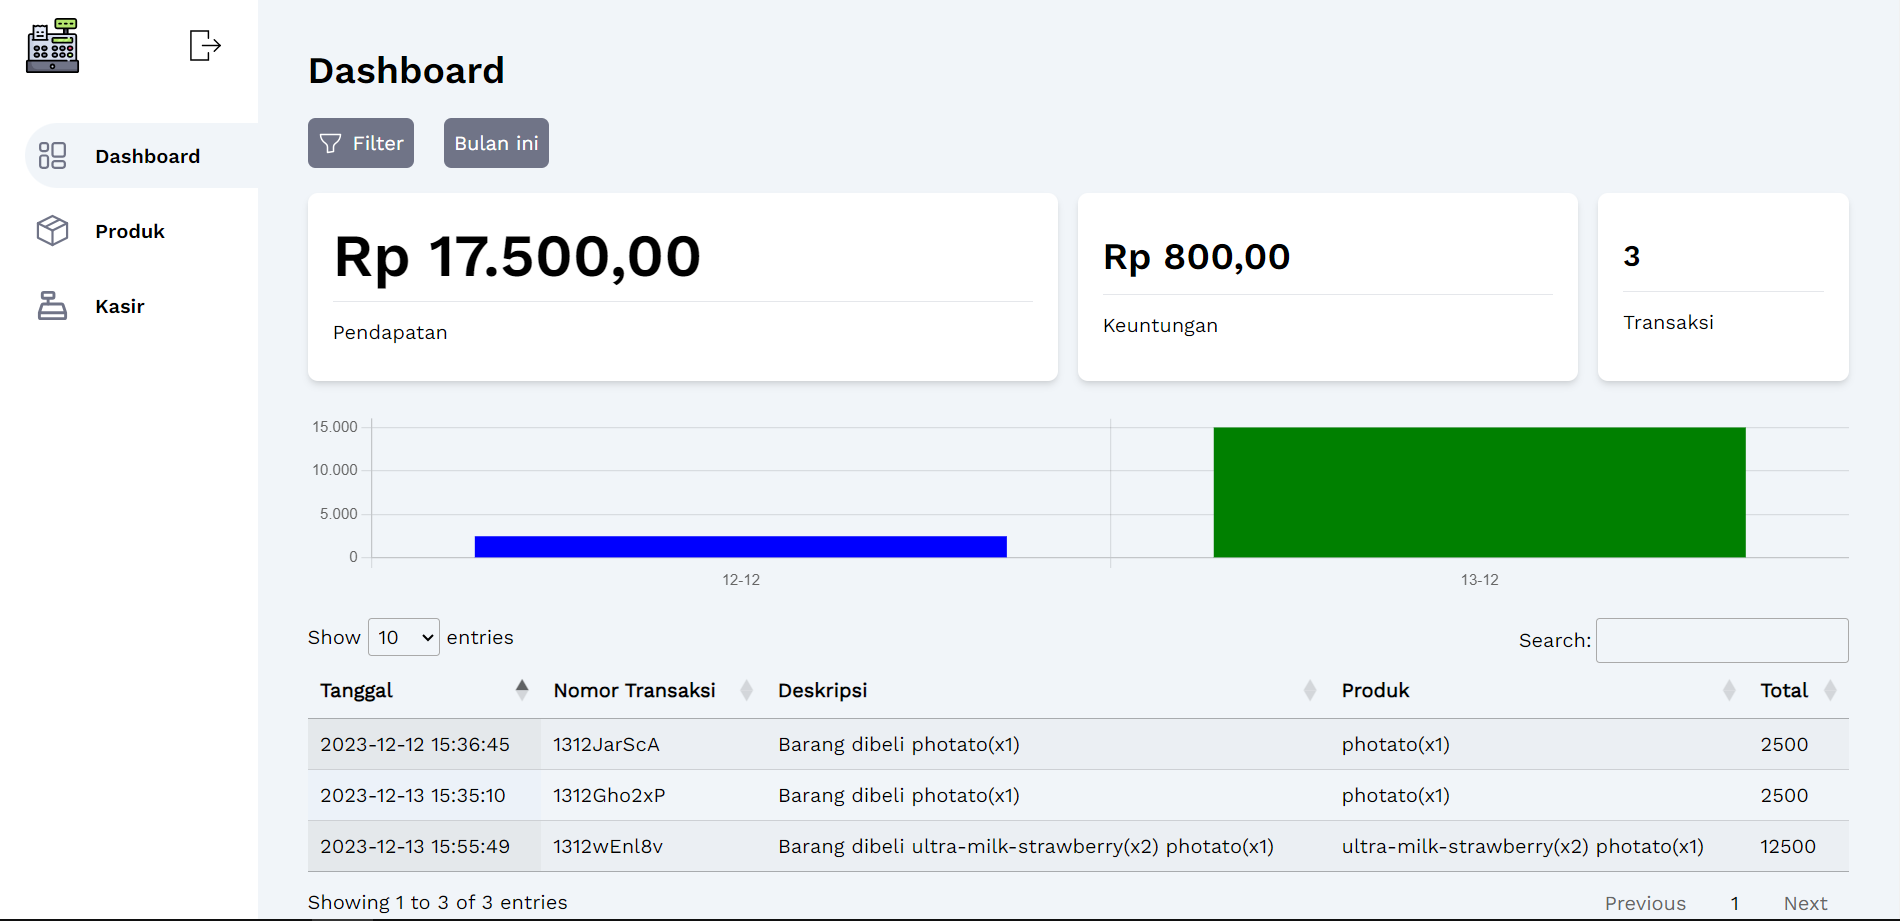 Dashboard
Filter Bulan ini
Dashboard
Produk
Kasir
Rp 17.500,00
Pendapatan
Rp 800,00
Keuntungan
3
Transaksi
15.000
10.000
5.000
0
12-12 13-12
Show 10 entries Search:
Tanggal Nomor Transaksi Deskripsi Produk Total
2023-12-12 15:36:45 1312JarScA Barang dibeli photato(x1) photato(x1) 2500
2023-12-13 15:35:10 1312Gho2xP Barang dibeli photato(x1) photato(x1) 2500
2023-12-13 15:55:49 1312wEnl8v Barang dibeli ultra-milk-strawberry(x2) photato(x1) ultra-milk-strawberry(x2) photato(x1) 12500
Showing 1 to 3 of 3 entries Previous 1 Next